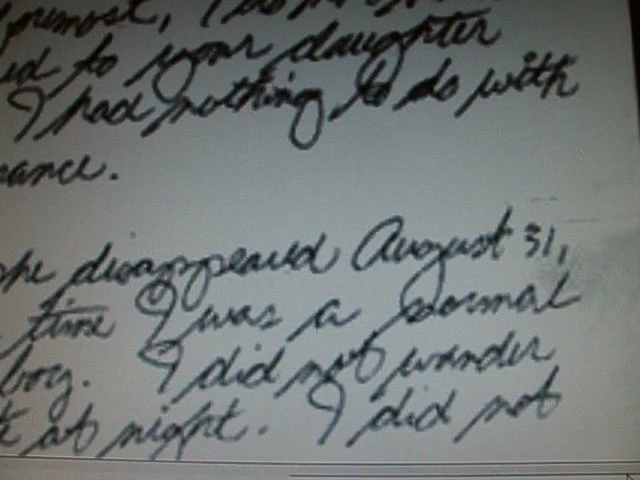 to your daughter
I had nothing to do with
ance.
she disappeared August 31,
time I was a normal
boy. I did not wander
at night. I did not